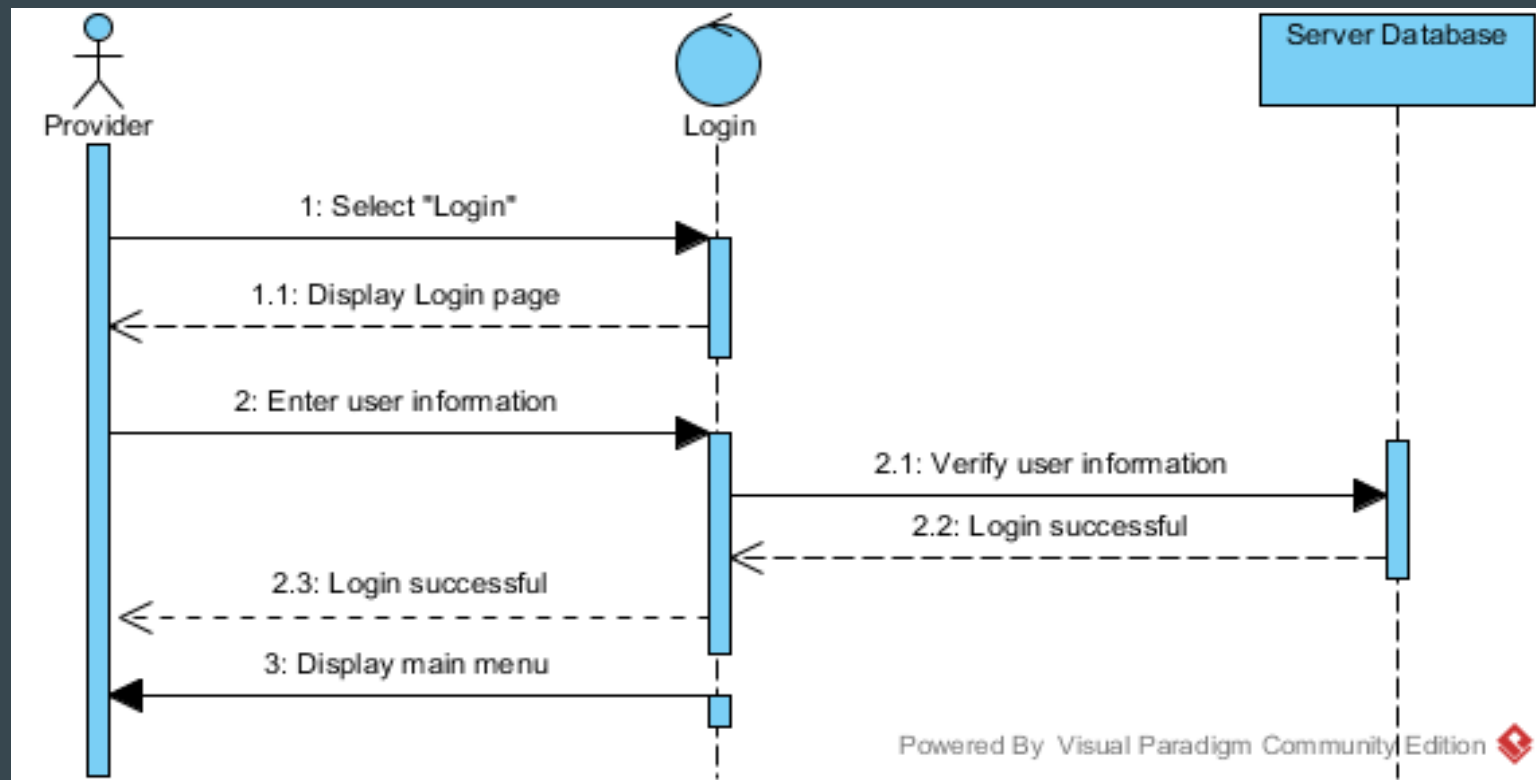 Provider
Login
Server Database
1: Select "Login"
1.1: Display Login page
2: Enter user information
2.1: Verify user information
2.2: Login successful
2.3: Login successful
3: Display main menu
Powered By Visual Paradigm Community Edition